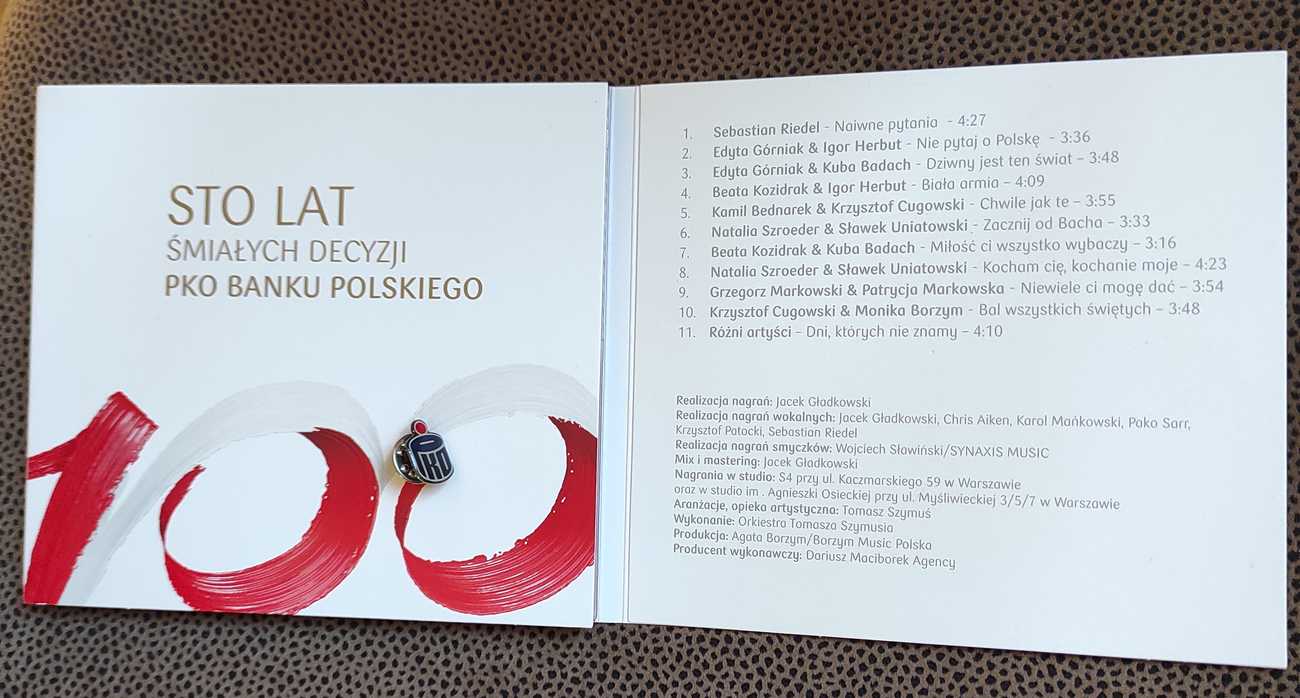 STO LAT
ŚMIAŁYCH DECYZJI
PKO BANKU POLSKIEGO
100
PKO
1. Sebastian Riedel - Naiwne pytania - 4:27
2. Edyta Górniak & Igor Herbut - Nie pytaj o Polskę - 3:36
3. Edyta Górniak & Kuba Badach - Dziwny jest ten świat – 3:48
4. Beata Kozidrak & Igor Herbut - Biała armia – 4:09
5. Kamil Bednarek & Krzysztof Cugowski - Chwile jak te – 3:55
6. Natalia Szroeder & Sławek Uniatowski - Zacznij od Bacha – 3:33
7. Beata Kozidrak & Kuba Badach - Miłość ci wszystko wybaczy – 3:16
8. Natalia Szroeder & Sławek Uniatowski - Kocham cię, kochanie moje – 4:23
9. Grzegorz Markowski & Patrycja Markowska - Niewiele ci mogę dać – 3:54
10. Krzysztof Cugowski & Monika Borzym - Bal wszystkich świętych – 3:48
11. Różni artyści – Dni, których nie znamy – 4:10
Realizacja nagrań: Jacek Gładkowski
Realizacja nagrań wokalnych: Jacek Gładkowski, Chris Aiken, Karol Mańkowski, Pako Sarr,
Krzysztof Patocki, Sebastian Riedel
Realizacja nagrań smyczków: Wojciech Sławiński/SYNAXIS MUSIC
Mix i mastering: Jacek Gładkowski
Nagrania w studio: S4 przy ul. Kaczmarskiego 59 w Warszawie
oraz w studio im . Agnieszki Osieckiej przy ul. Myśliwieckiej 3/5/7 w Warszawie
Aranżacje, opieka artystyczna: Tomasz Szymuś
Wykonanie: Orkiestra Tomasza Szymusia
Produkcja: Agata Borzym/Borzym Music Polska
Producent wykonawczy: Dariusz Maciborek Agency